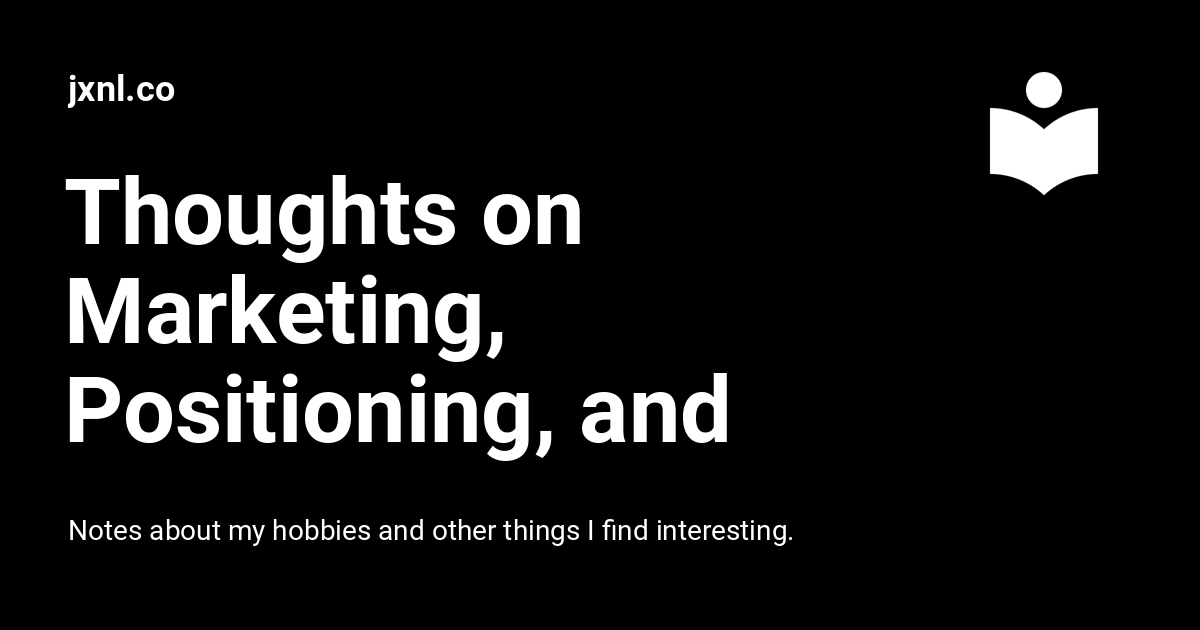 jxnl.co
Thoughts on
Marketing,
Positioning, and
Notes about my hobbies and other things I find interesting.